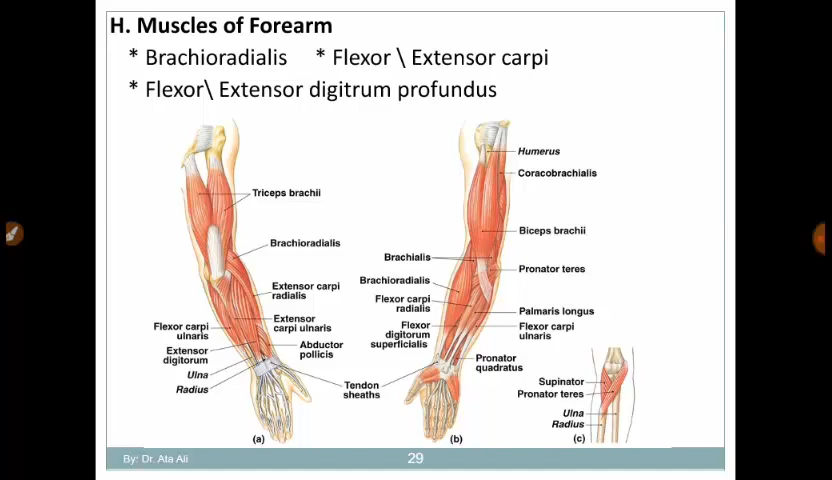 H. Muscles of Forearm
* Brachioradialis * Flexor \ Extensor carpi
* Flexor\ Extensor digitrum profundus
Triceps brachii
Brachioradialis
Extensor carpi
radialis
Extensor
carpi ulnaris
Flexor carpi
ulnaris
Abductor
pollicis
Extensor
digitorum
Ulna
Radius
Tendon
sheaths
(a)
Humerus
Coracobrachialis
Biceps brachii
Brachialis
Pronator teres
Brachioradialis
Flexor carpi
radialis
Palmaris longus
Flexor
digitorum
superficialis
Flexor carpi
ulnaris
Pronator
quadratus
(b)
Supinator
Pronator teres
Ulna
Radius
(c)
By: Dr. Ata Ali
29